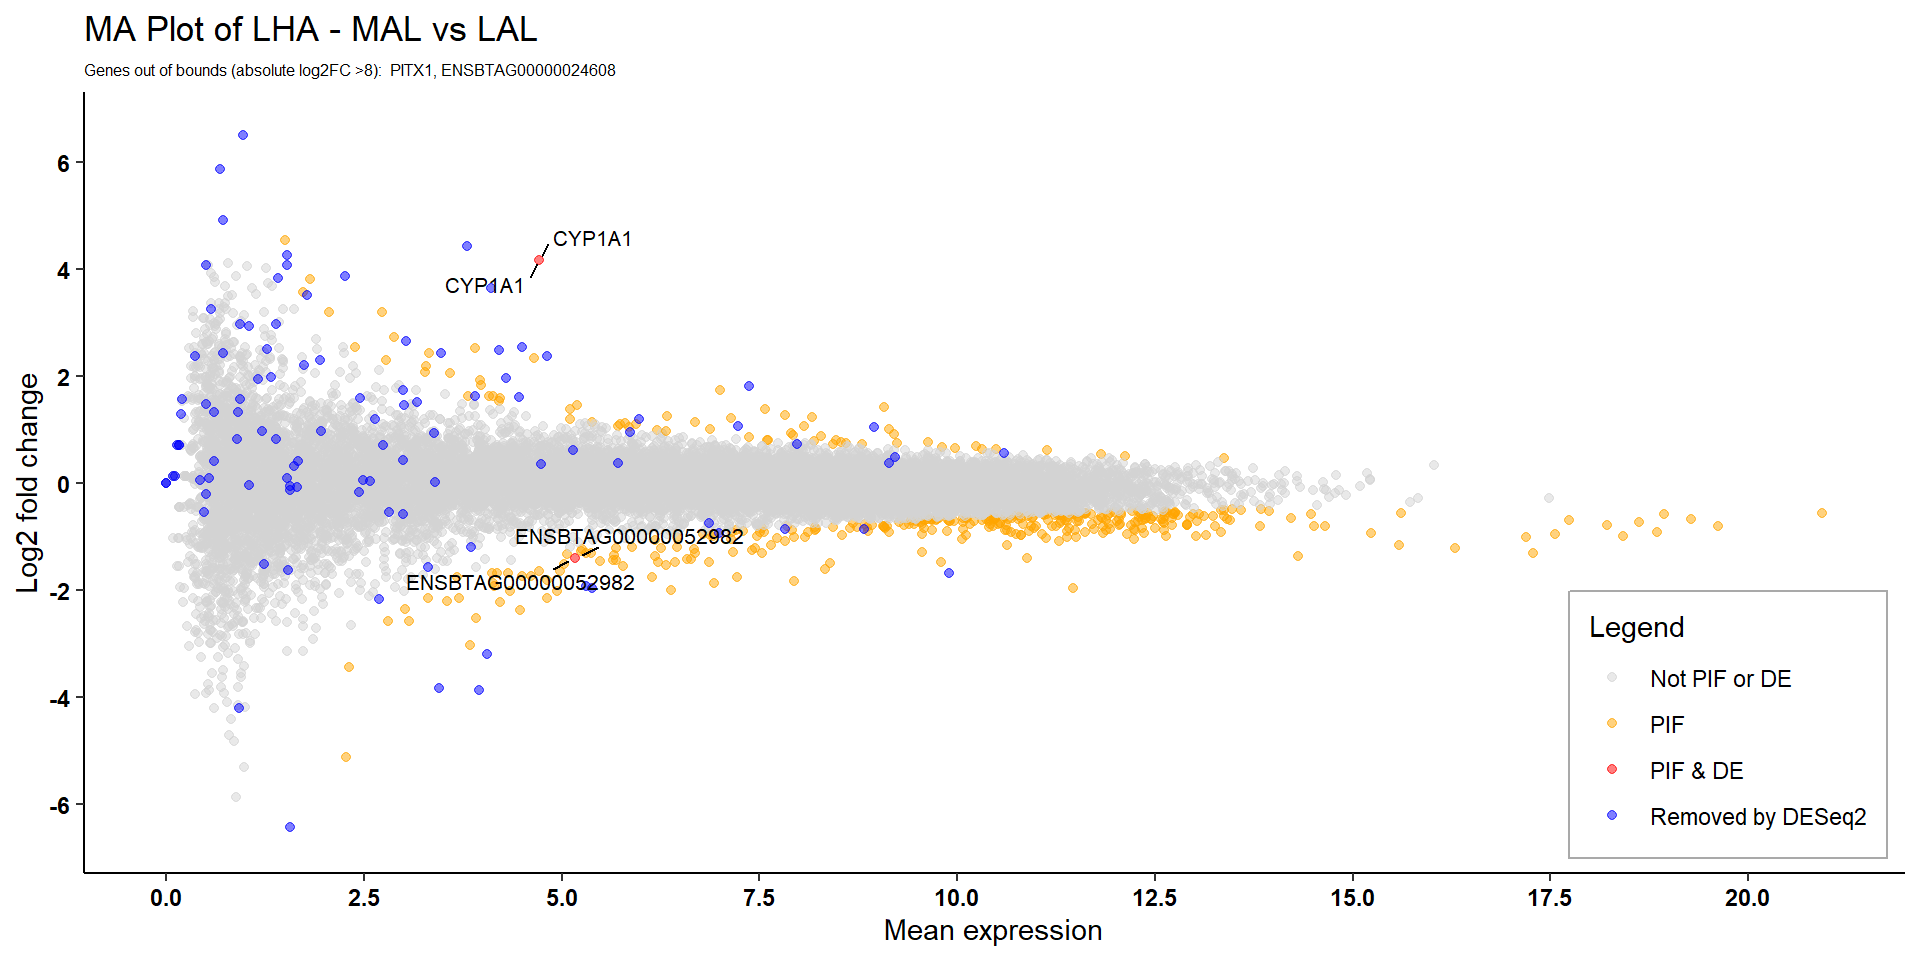 MA Plot of LHA - MAL vs LAL
Genes out of bounds (absolute log2FC >8):  PITX1, ENSBTAG00000024608
Log2 fold change
6
4
2
0
-2
-4
-6
CYP1A1
CYP1A1
ENSBTAG00000052982
ENSBTAG00000052982
Legend
Not PIF or DE
PIF
PIF & DE
Removed by DESeq2
0.0
2.5
5.0
7.5
10.0
12.5
15.0
17.5
20.0
Mean expression